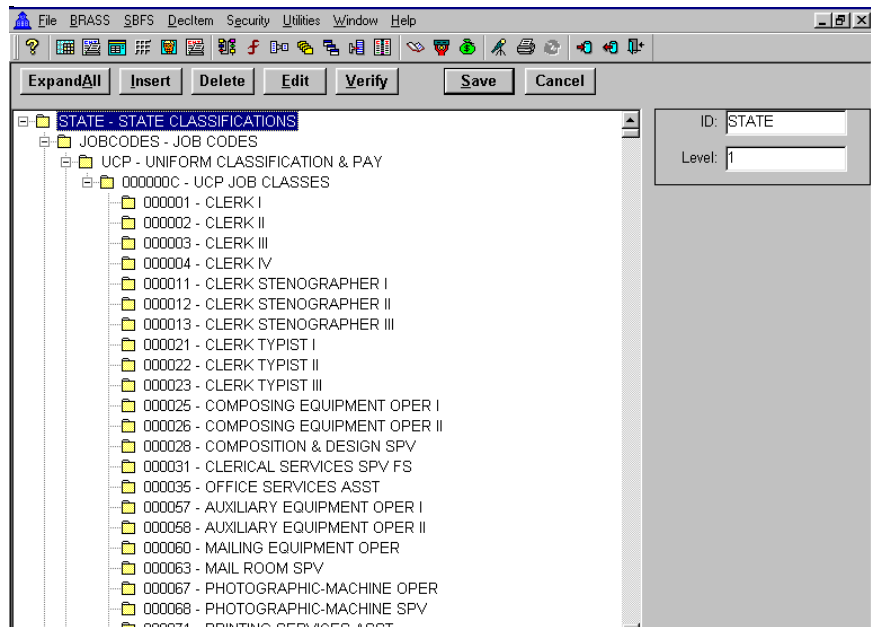 File BRASS SBFS DecItem Security Utilities Window Help
ExpandAll Insert Delete Edit Verify Save Cancel
STATE - STATE CLASSIFICATIONS
ID: STATE
JOBCODES - JOB CODES
Level: 1
UCP - UNIFORM CLASSIFICATION & PAY
000000C - UCP JOB CLASSES
000001 - CLERK I
000002 - CLERK II
000003 - CLERK III
000004 - CLERK IV
000011 - CLERK STENOGRAPHER I
000012 - CLERK STENOGRAPHER II
000013 - CLERK STENOGRAPHER III
000021 - CLERK TYPIST I
000022 - CLERK TYPIST II
000023 - CLERK TYPIST III
000025 - COMPOSING EQUIPMENT OPER I
000026 - COMPOSING EQUIPMENT OPER II
000028 - COMPOSITION & DESIGN SPV
000031 - CLERICAL SERVICES SPV FS
000035 - OFFICE SERVICES ASST
000057 - AUXILIARY EQUIPMENT OPER I
000058 - AUXILIARY EQUIPMENT OPER II
000060 - MAILING EQUIPMENT OPER
000063 - MAIL ROOM SPV
000067 - PHOTOGRAPHIC-MACHINE OPER
000068 - PHOTOGRAPHIC-MACHINE SPV
000071 - PRINTING SERVICES ASST